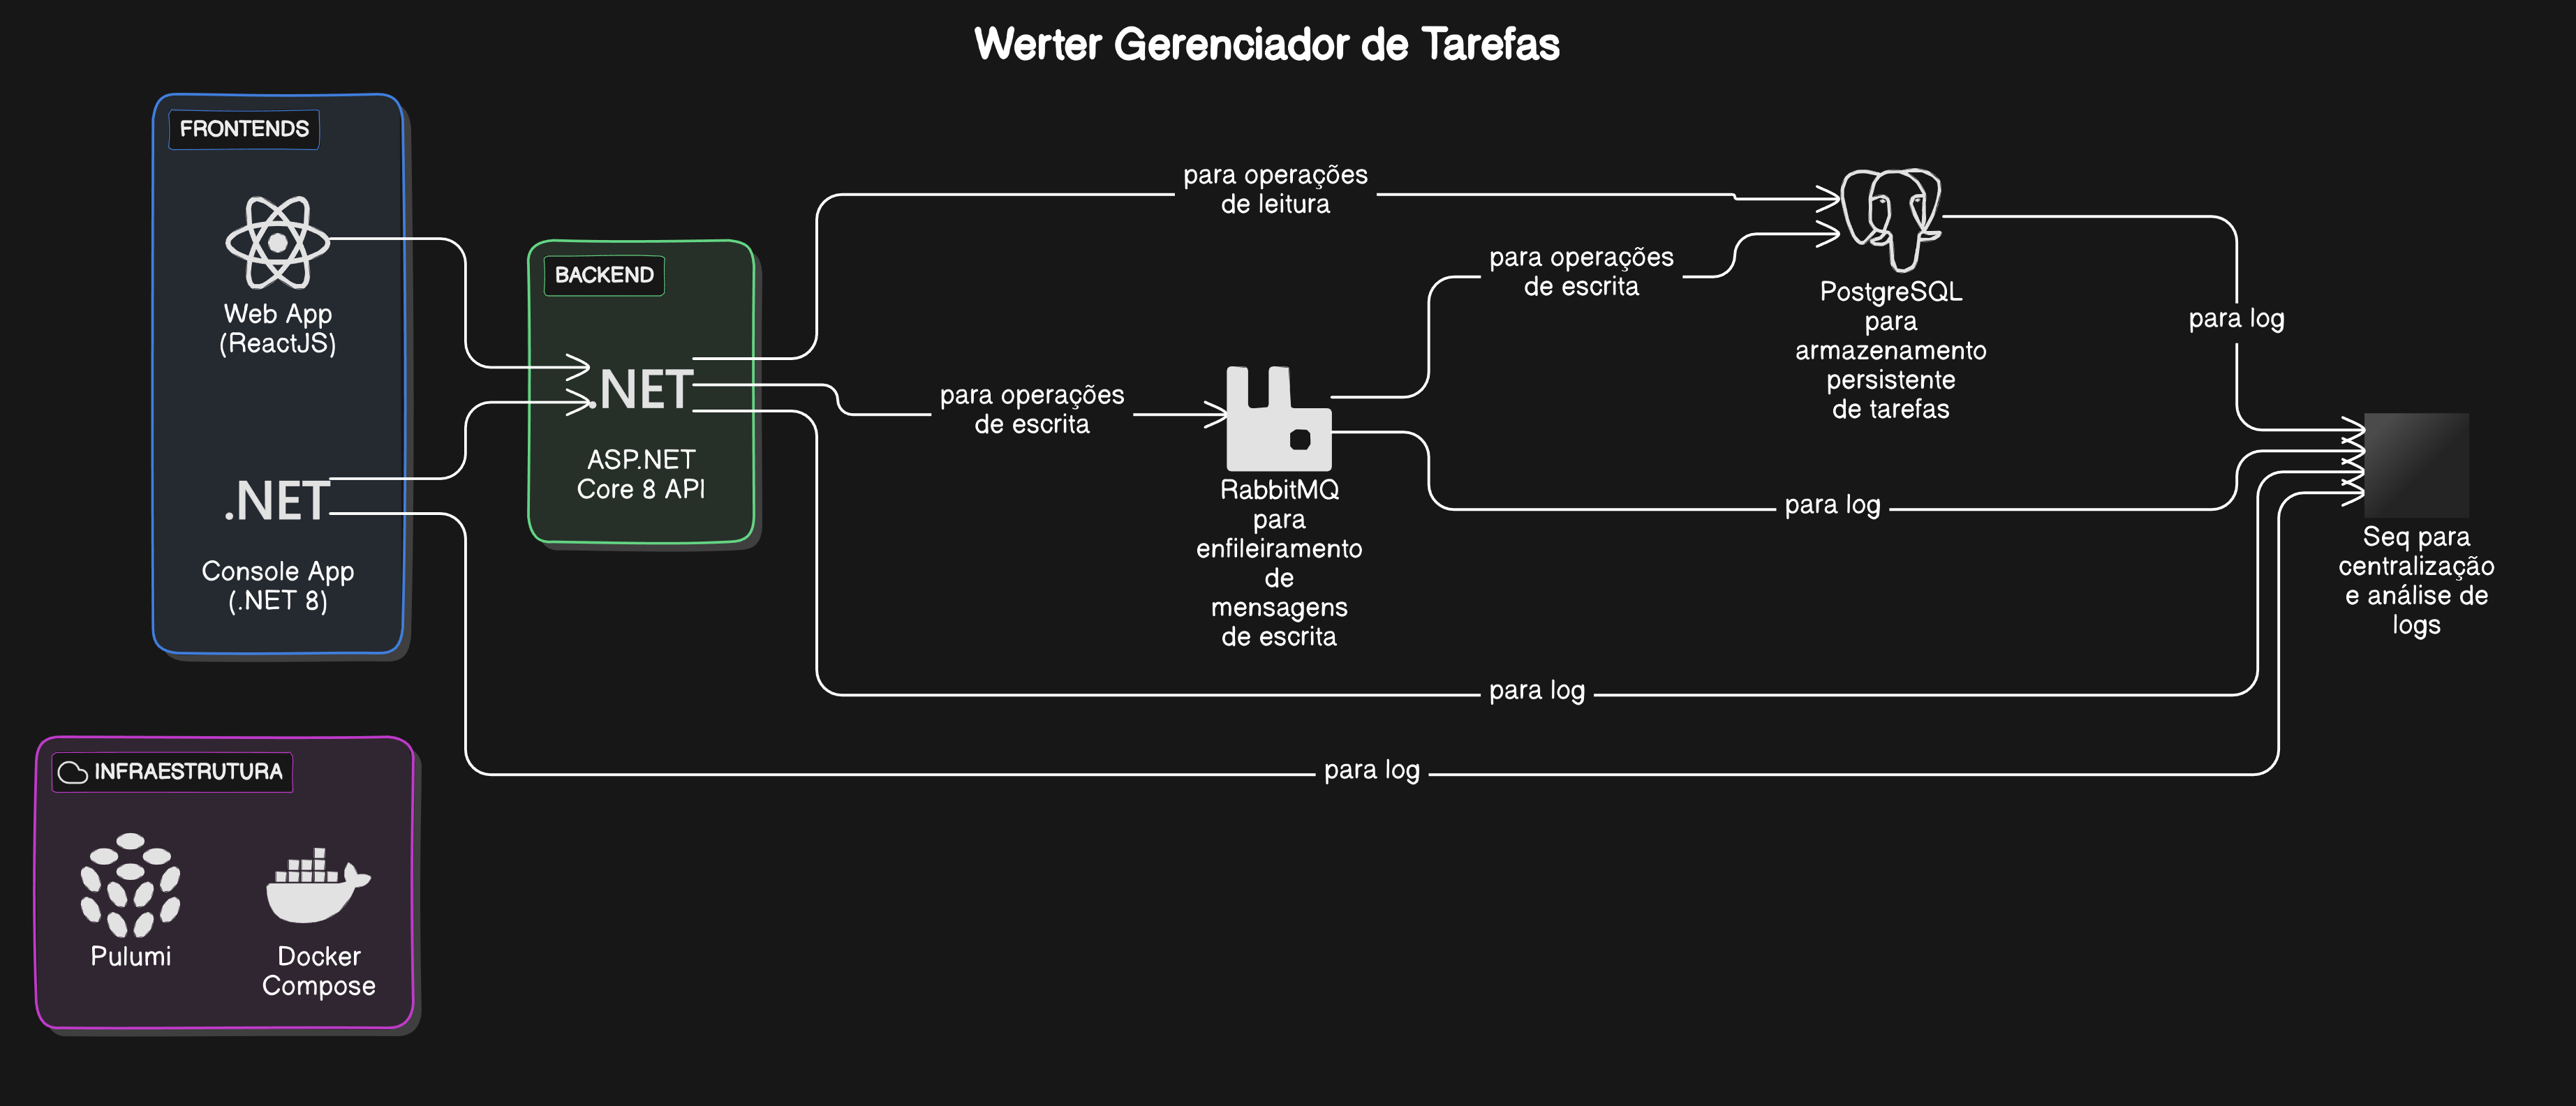 Werter Gerenciador de Tarefas
FRONTENDS
Web App
(ReactJS)
.NET
Console App
(.NET 8)
BACKEND
.NET
ASP.NET
Core 8 API
para operações
de leitura
para operações
de escrita
para operações
de escrita
RabbitMQ
para
enfileiramento
de
mensagens
de escrita
PostgreSQL
para
armazenamento
persistente
de tarefas
para log
para log
para log
para log
Seq para
centralização
e análise de
logs
INFRAESTRUTURA
Pulumi
Docker
Compose